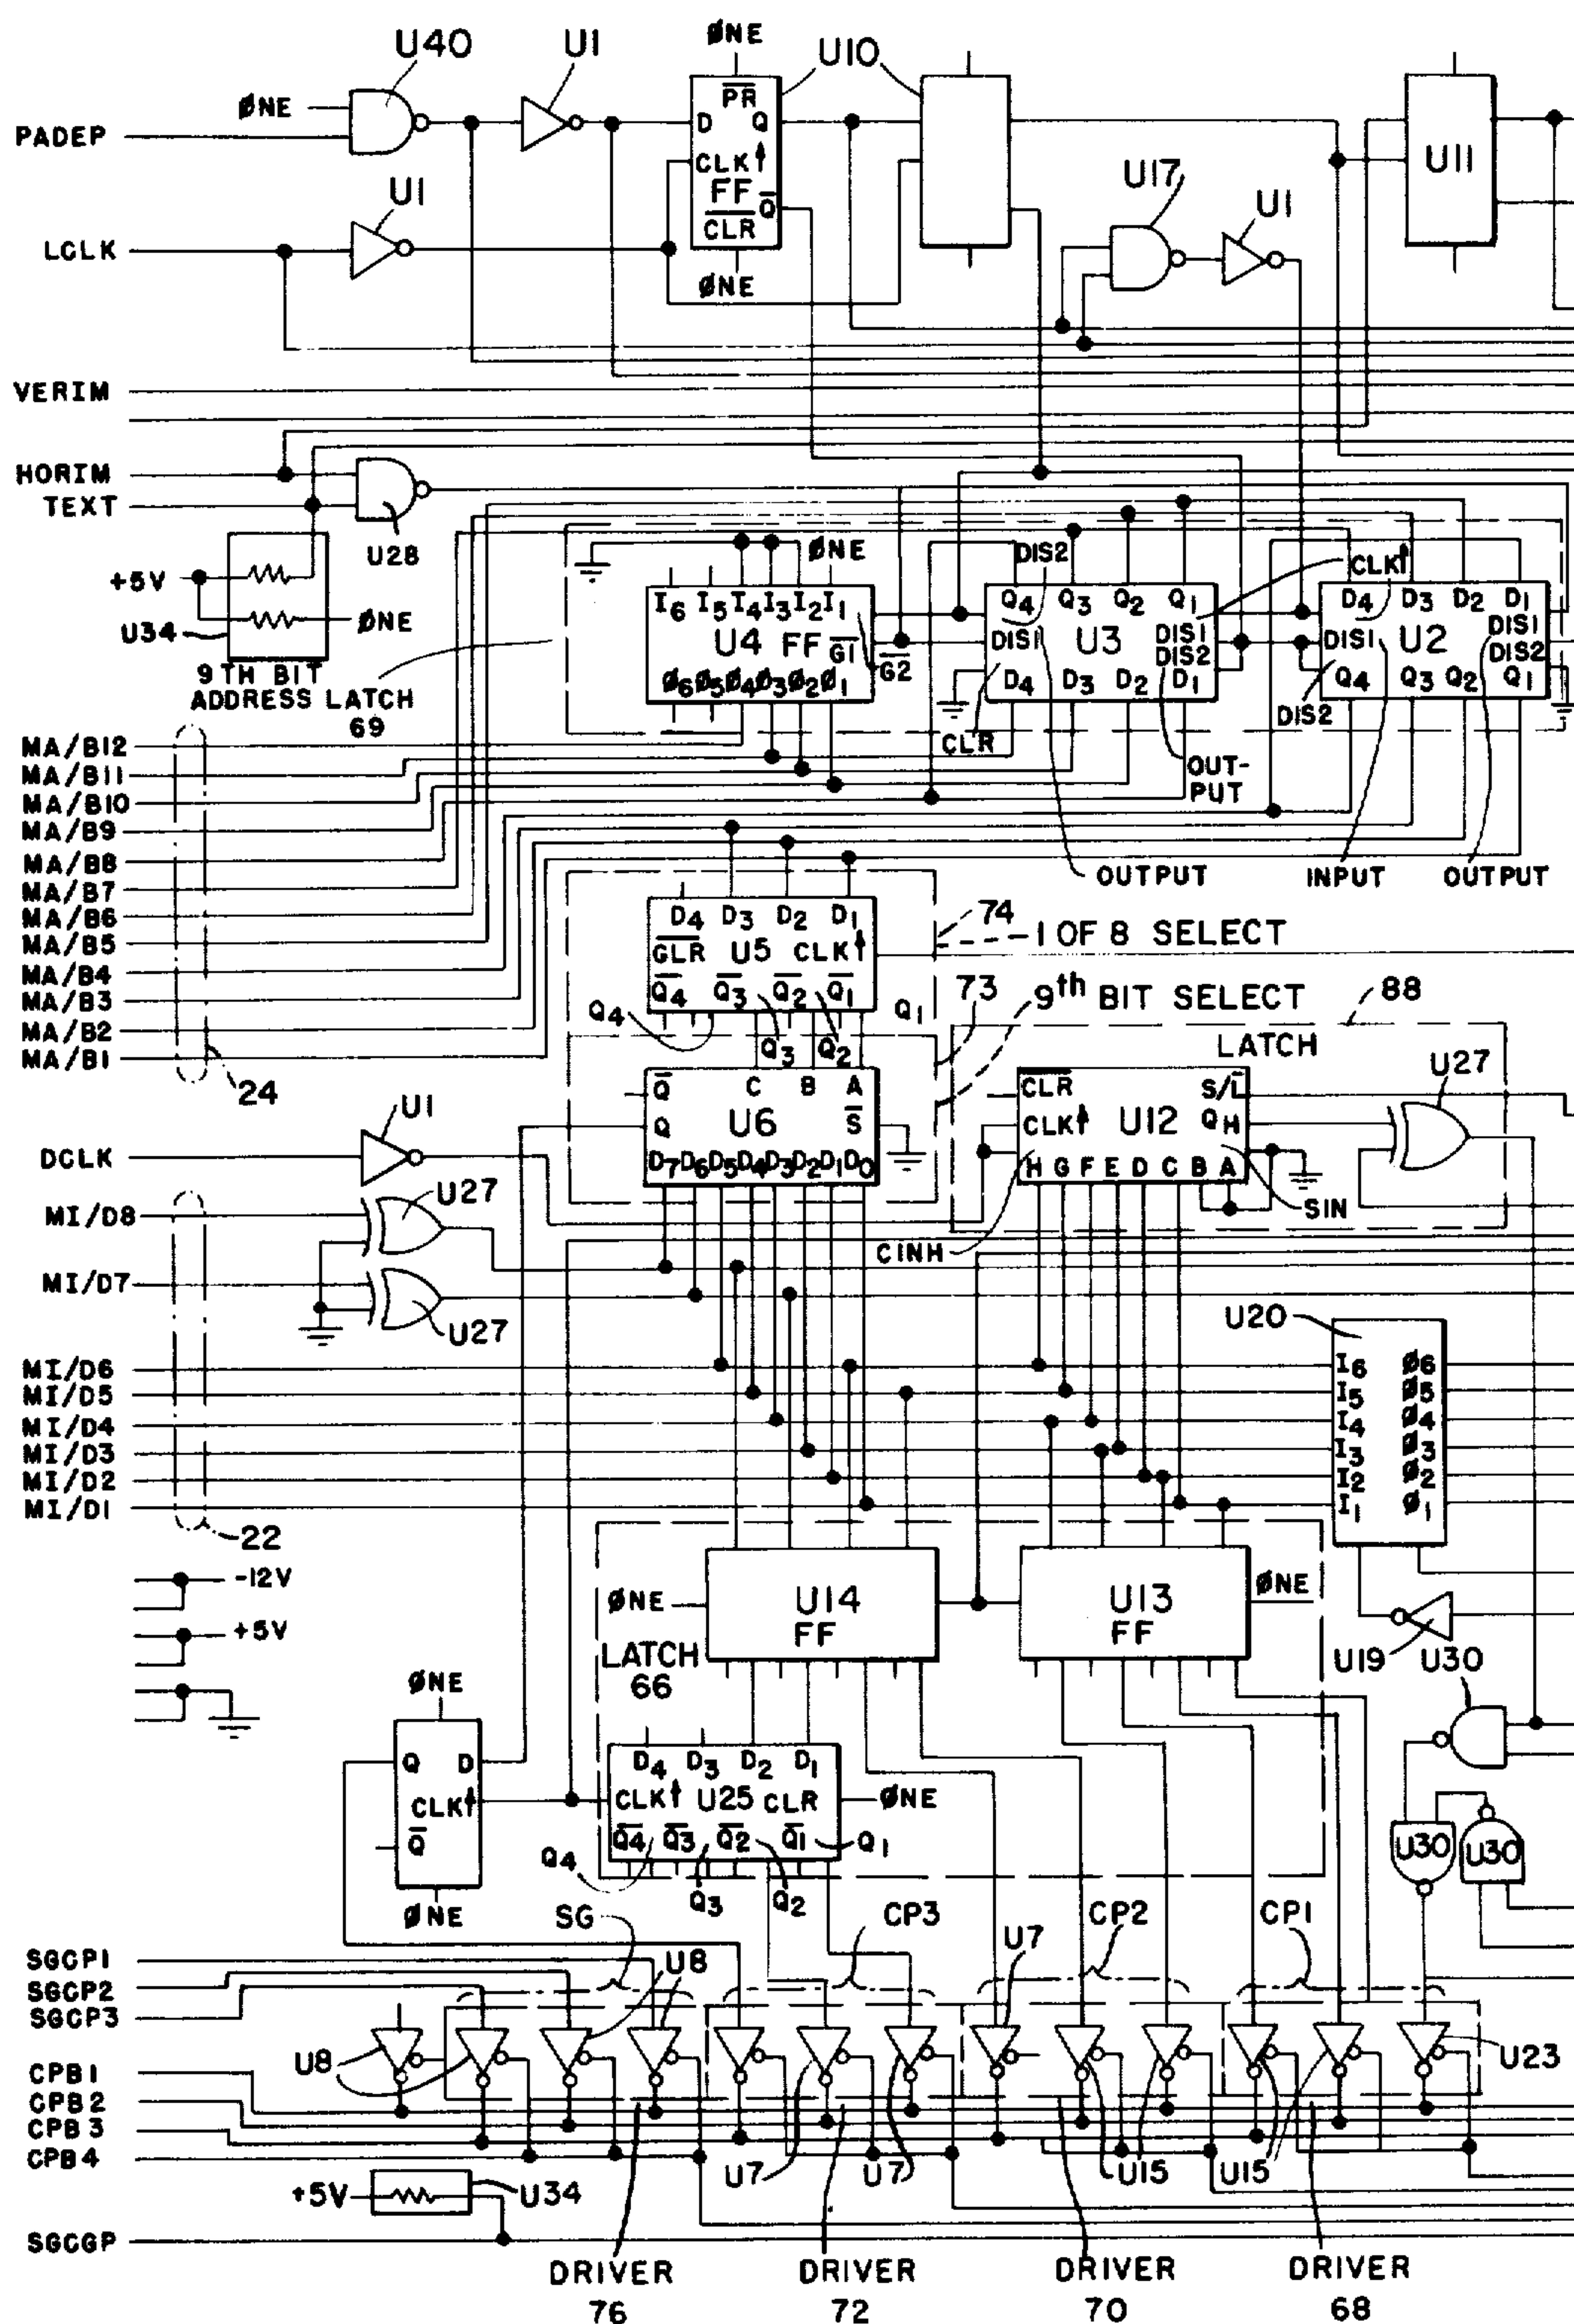 U40
U1
ØNE
U10
ØNE
PADEP
PR
D Q
CLK↑
FF Q
CLR
ØNE
U11
U1
LCLK
U17
U1
VERIM
HORIM
TEXT
U28
+5V
ØNE
U34
9TH BIT
ADDRESS LATCH
69
ØNE
I6 I5 I4 I3 I2 I1
U4 FF G1
G2
Ø6 Ø5 Ø4 Ø3 Ø2 Ø1
DIS2
Q4 Q3 Q2 Q1
DIS1 U3 DIS1
DIS2
D4 D3 D2 D1
CLK↑
D4 D3 D2 D1
DIS1 U2 DIS1
DIS2
Q4 Q3 Q2 Q1
DIS2
CLR
OUT-
PUT
OUTPUT
INPUT
OUTPUT
MA/B12
MA/B11
MA/B10
MA/B9
MA/B8
MA/B7
MA/B6
MA/B5
MA/B4
MA/B3
MA/B2
MA/B1
24
D4 D3 D2 D1
GLR U5 CLK↑
Q4 Q3 Q2 Q1
Q4
Q3 Q2
Q1
74
1 OF 8 SELECT
73
9th BIT SELECT
88
LATCH
Q C B A
Q U6 S
D7 D6 D5 D4 D3 D2 D1 D0
CLR S/L
CLK↑ U12 QH
H G F E D C B A
U27
SIN
CINH
U1
DCLK
U27
MI/D8
MI/D7
U27
U20
MI/D6
MI/D5
MI/D4
MI/D3
MI/D2
MI/D1
22
I6 Ø6
I5 Ø5
I4 Ø4
I3 Ø3
I2 Ø2
I1 Ø1
-12V
+5V
ØNE
U14
FF
U13
FF
ØNE
LATCH
66
U19
U30
ØNE
Q D
CLK↑
Q
ØNE
D4 D3 D2 D1
CLK↑ U25 CLR
Q4 Q3 Q2 Q1
ØNE
Q4
Q3
Q2
Q1
U30
U30
SG
CP3
CP2
CP1
SGCP1
SGCP2
SGCP3
U8
U7
U8
U23
CPB1
CPB2
CPB3
CPB4
U7
U7
U15
U15
+5V
U34
SGCGP
DRIVER
76
DRIVER
72
DRIVER
70
DRIVER
68